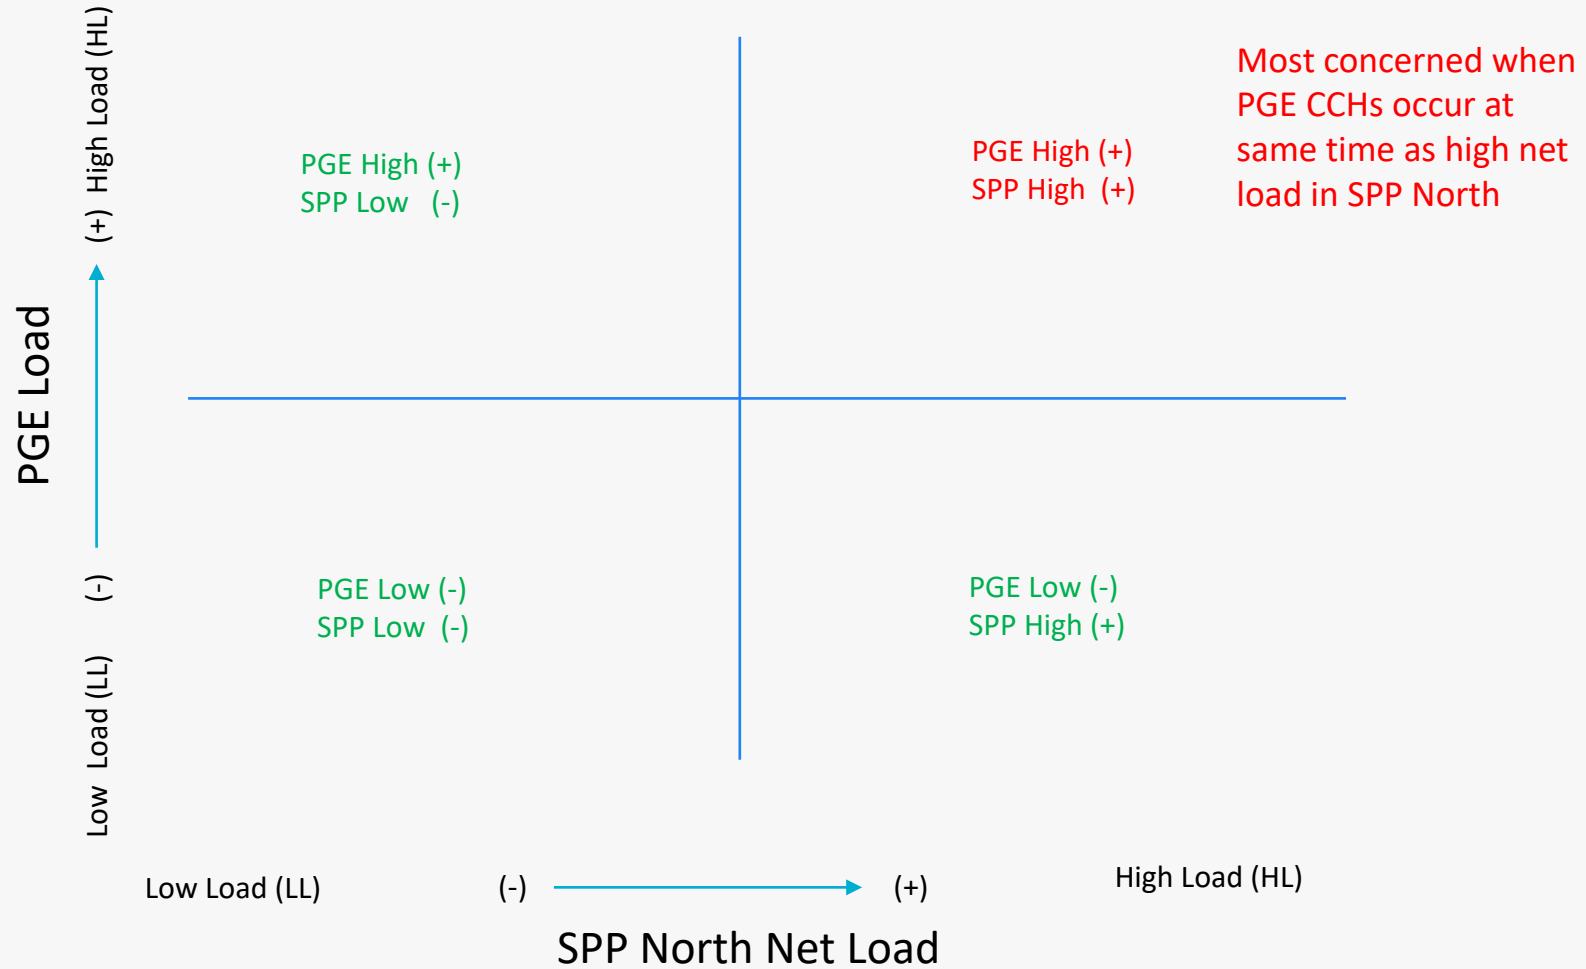 (+) High Load (HL)
Most concerned when
PGE CCHs occur at
same time as high net
load in SPP North
PGE High (+)
SPP Low (-)
PGE High (+)
SPP High (+)
PGE Load
(-)
Low Load (LL)
PGE Low (-)
SPP Low (-)
PGE Low (-)
SPP High (+)
Low Load (LL)
(-)
(+)
High Load (HL)
SPP North Net Load